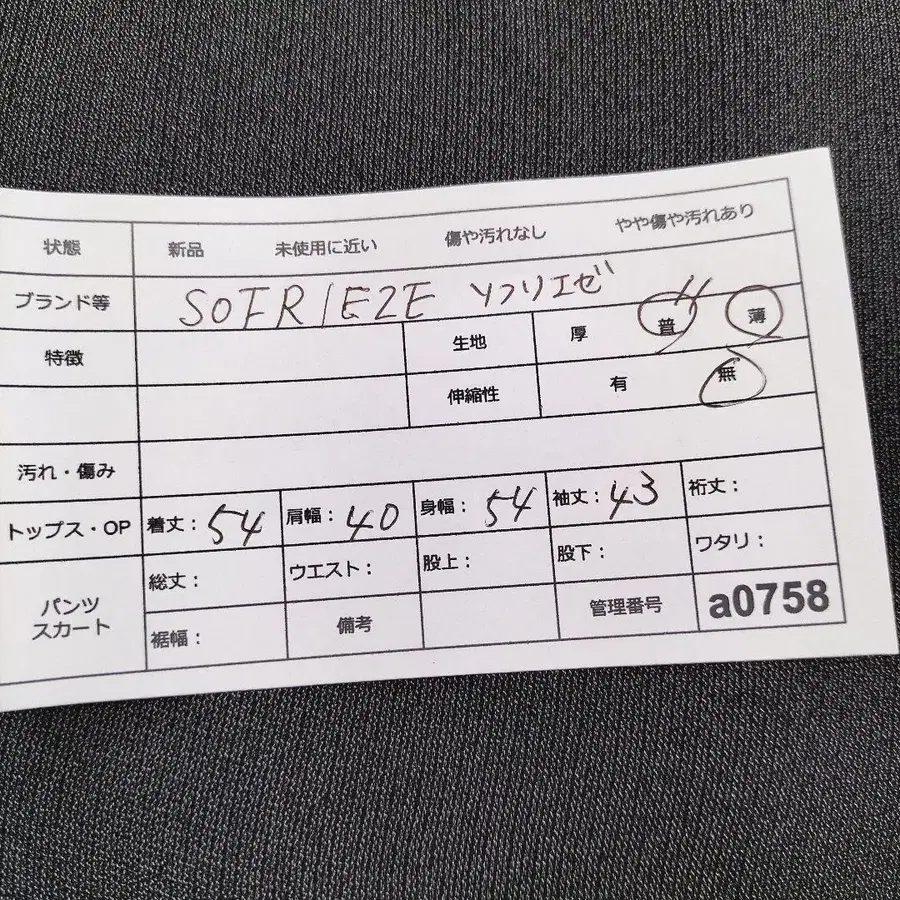 状態 新品 未使用に近い 傷や汚れなし やや傷や汚れあり
ブランド等 SOFRIEZE ソフリエゼ
特徴 生地 厚 普 薄
伸縮性 有 無
汚れ・傷み
トップス・OP 着丈：54 肩幅：40 身幅：54 袖丈：43 裄丈：
パンツ スカート 総丈： ウエスト： 股上： 股下： ワタリ：
裾幅： 備考 管理番号 a0758